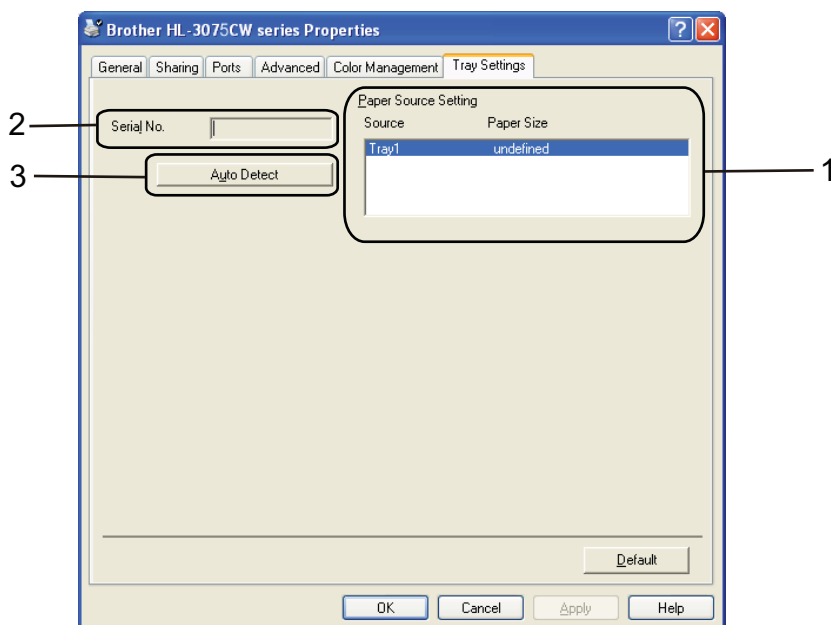 Brother HL-3075CW series Properties
General Sharing Ports Advanced Color Management Tray Settings
Paper Source Setting
2 Serial No. Source Paper Size
Tray1 undefined
3 Auto Detect 1
Default
OK Cancel Apply Help